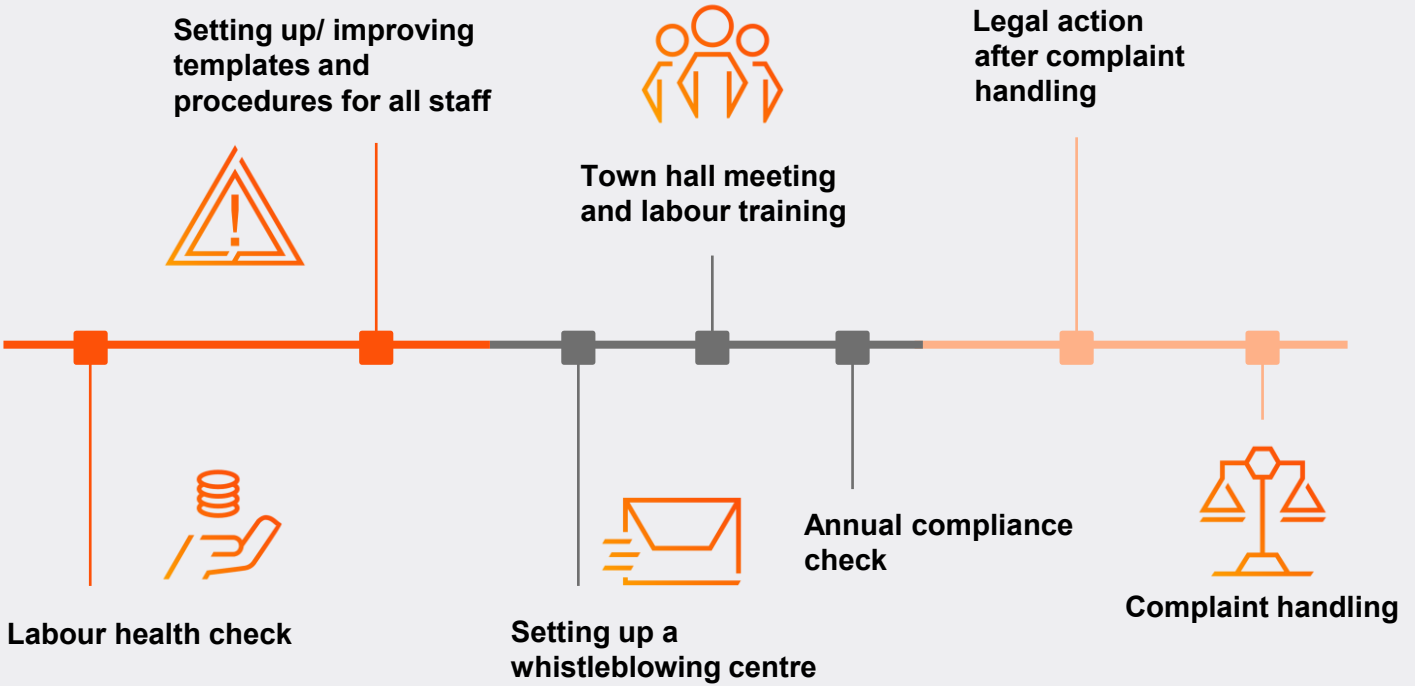 Setting up/ improving
templates and
procedures for all staff
Legal action
after complaint
handling
Town hall meeting
and labour training
Annual compliance
check
Complaint handling
Labour health check
Setting up a
whistleblowing centre